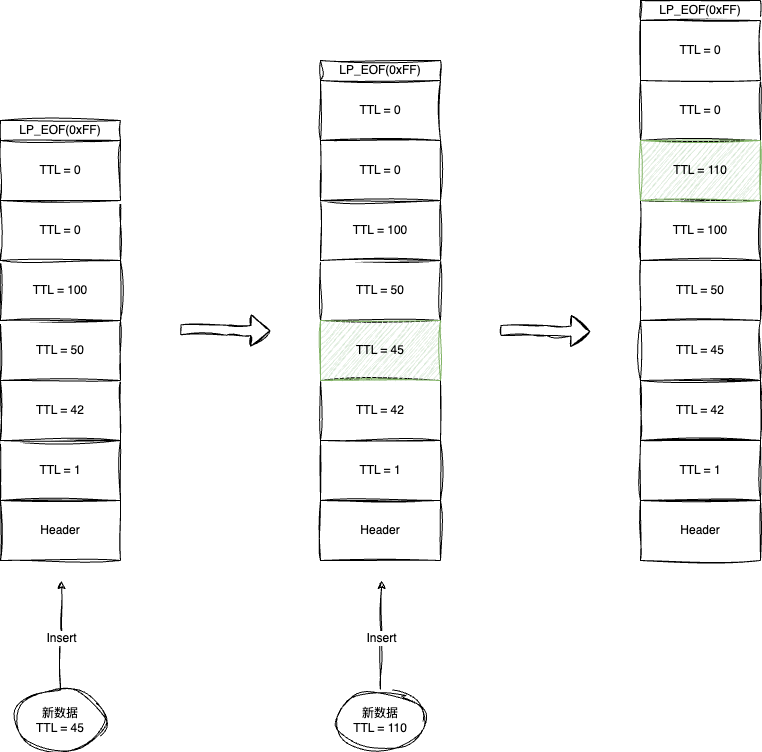 LP_EOF(0xFF)
TTL = 0
TTL = 0
TTL = 100
TTL = 50
TTL = 42
TTL = 1
Header
Insert
新数据
TTL = 45
LP_EOF(0xFF)
TTL = 0
TTL = 0
TTL = 100
TTL = 50
TTL = 45
TTL = 42
TTL = 1
Header
Insert
新数据
TTL = 110
LP_EOF(0xFF)
TTL = 0
TTL = 0
TTL = 110
TTL = 100
TTL = 50
TTL = 45
TTL = 42
TTL = 1
Header